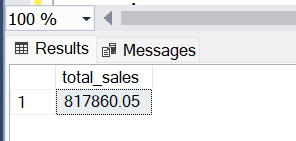 100 %
Results Messages
total_sales
1 817860.05